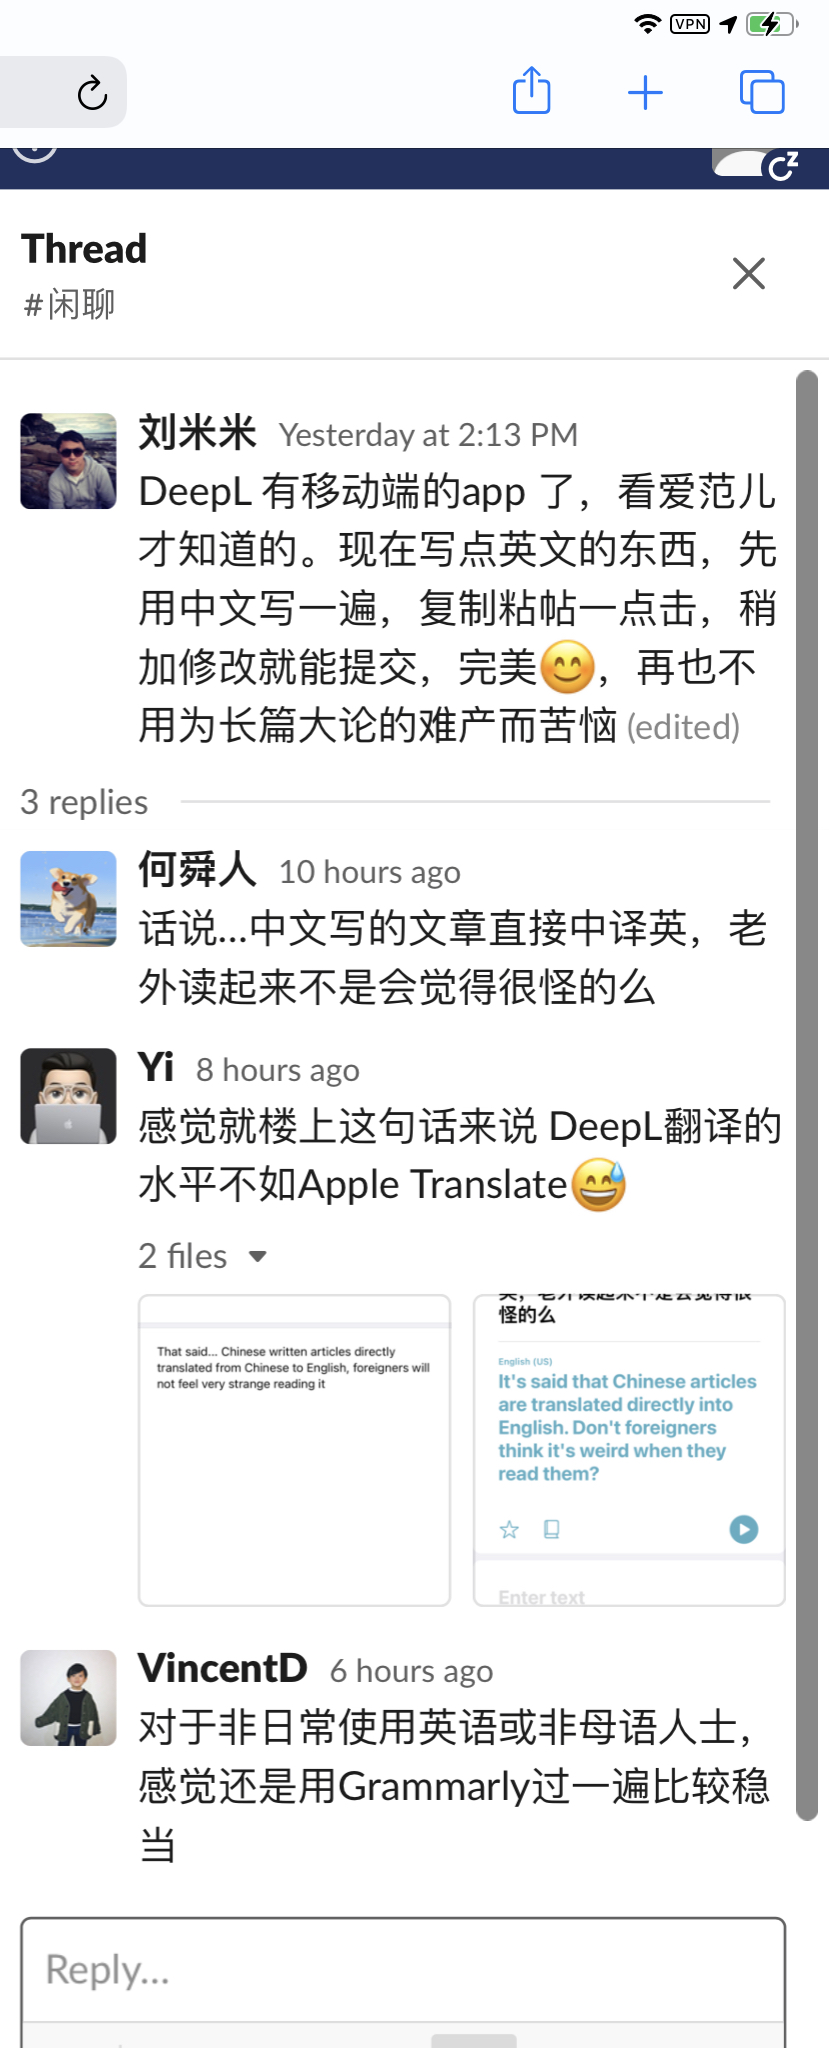 VPN
Thread
#闲聊
刘米米 Yesterday at 2:13 PM
DeepL 有移动端的app 了，看爱范儿
才知道的。现在写点英文的东西，先
用中文写一遍，复制粘帖一点击，稍
加修改就能提交，完美😊，再也不
用为长篇大论的难产而苦恼 (edited)
3 replies
何舜人 10 hours ago
话说...中文写的文章直接中译英，老
外读起来不是会觉得很怪的么
Yi 8 hours ago
感觉就楼上这句话来说 DeepL翻译的
水平不如Apple Translate😅
2 files
That said... Chinese written articles directly
translated from Chinese to English, foreigners will
not feel very strange reading it
英，老外读起来不是会觉得很
怪的么
English (US)
It's said that Chinese articles
are translated directly into
English. Don't foreigners
think it's weird when they
read them?
Enter text
VincentD 6 hours ago
对于非日常使用英语或非母语人士，
感觉还是用Grammarly过一遍比较稳
当
Reply...